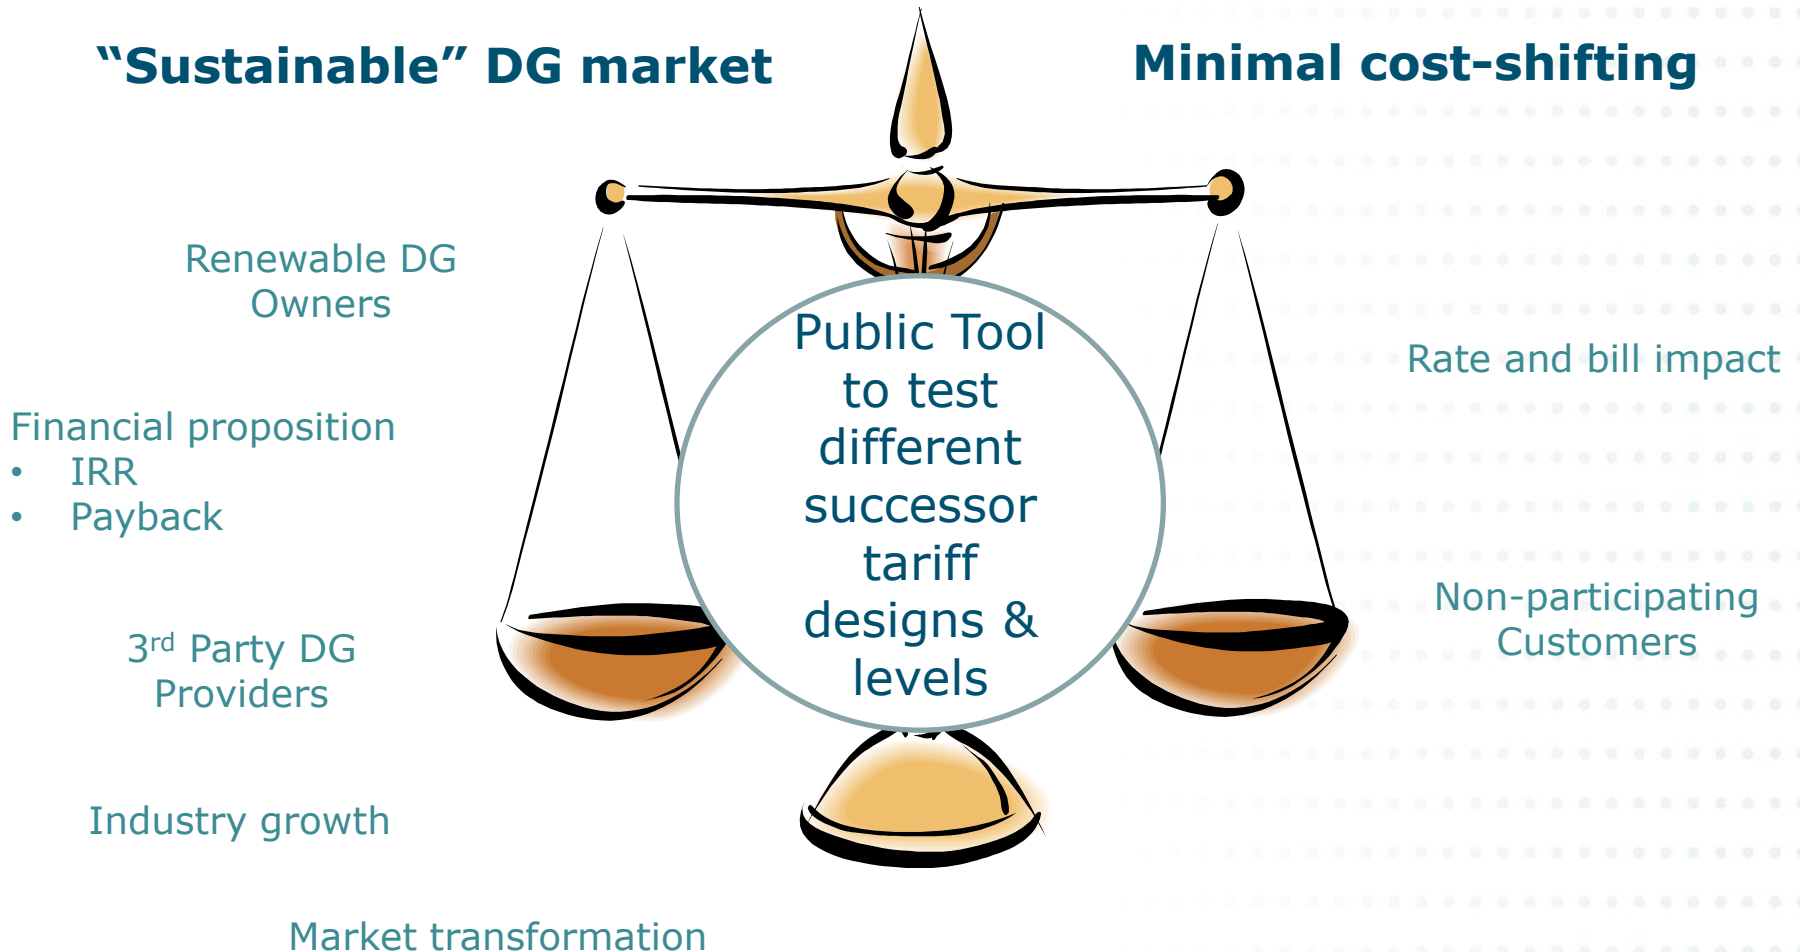 “Sustainable” DG market
Minimal cost-shifting
Renewable DG
Owners
Financial proposition
• IRR
• Payback
3rd Party DG
Providers
Industry growth
Market transformation
Public Tool
to test
different
successor
tariff
designs &
levels
Rate and bill impact
Non-participating
Customers